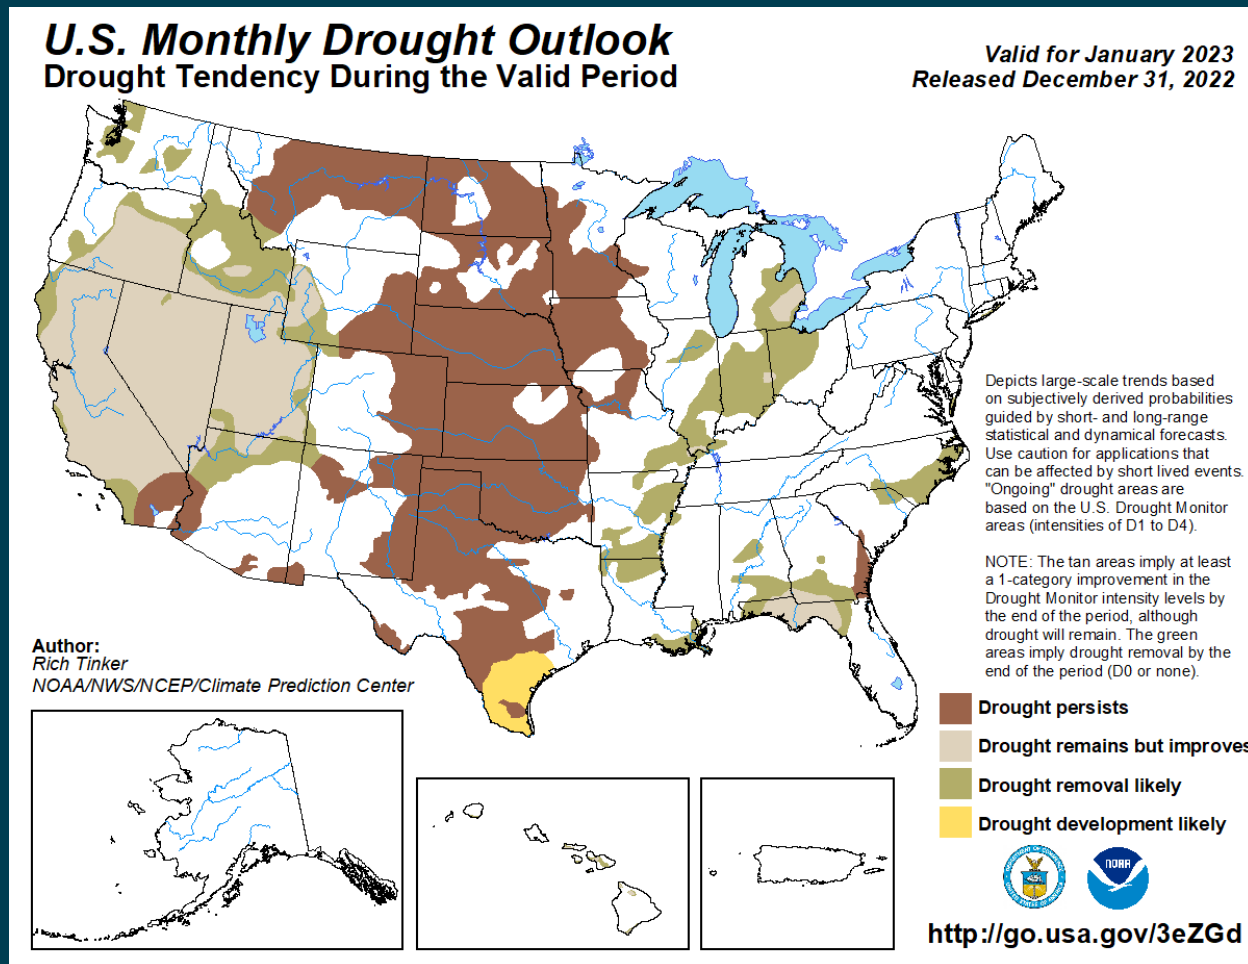 U.S. Monthly Drought Outlook
Drought Tendency During the Valid Period
Valid for January 2023
Released December 31, 2022
Depicts large-scale trends based
on subjectively derived probabilities
guided by short- and long-range
statistical and dynamical forecasts.
Use caution for applications that
can be affected by short lived events.
"Ongoing" drought areas are
based on the U.S. Drought Monitor
areas (intensities of D1 to D4).
NOTE: The tan areas imply at least
a 1-category improvement in the
Drought Monitor intensity levels by
the end of the period, although
drought will remain. The green
areas imply drought removal by the
end of the period (D0 or none).
Author:
Rich Tinker
NOAA/NWS/NCEP/Climate Prediction Center
Drought persists
Drought remains but improves
Drought removal likely
Drought development likely
NOAA
http://go.usa.gov/3eZGd